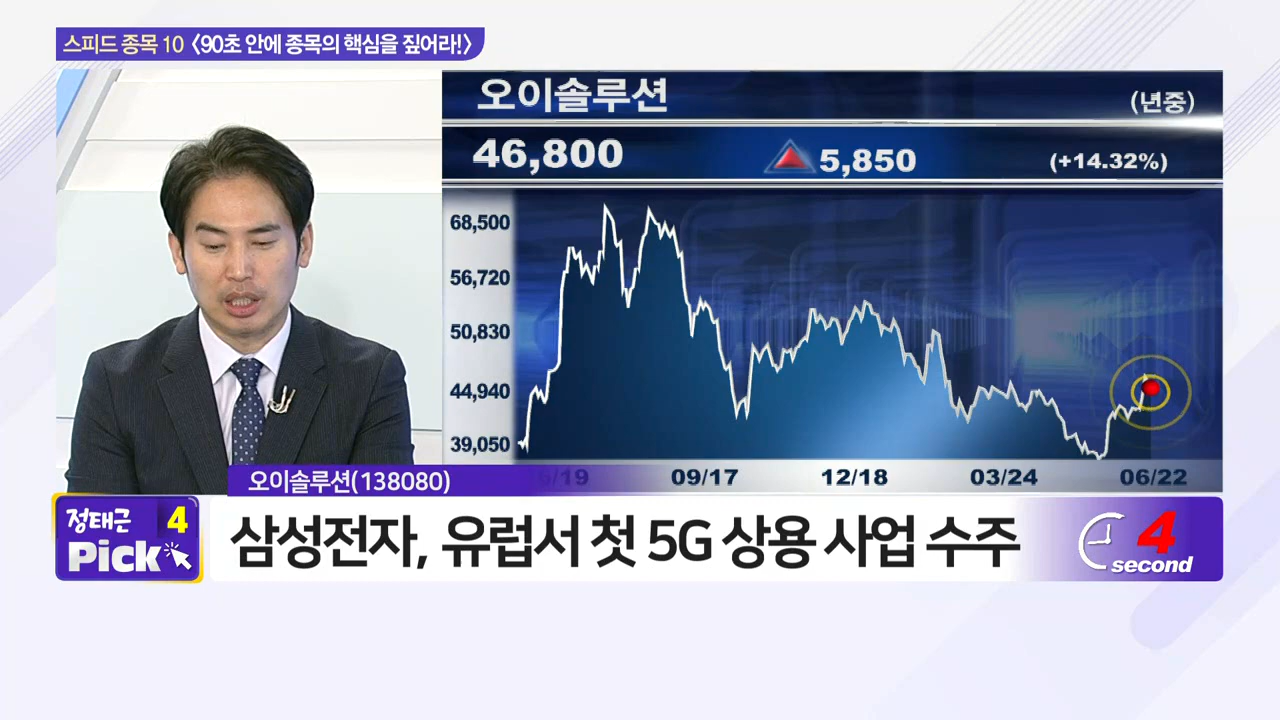 스피드 종목 10 <90초 안에 종목의 핵심을 짚어라!>
오이솔루션
(년중)
46,800
5,850
(+14.32%)
68,500
56,720
50,830
44,940
39,050
6/19
09/17
12/18
03/24
06/22
오이솔루션(138080)
정태근 4
Pick
삼성전자, 유럽서 첫 5G 상용 사업 수주
4
second